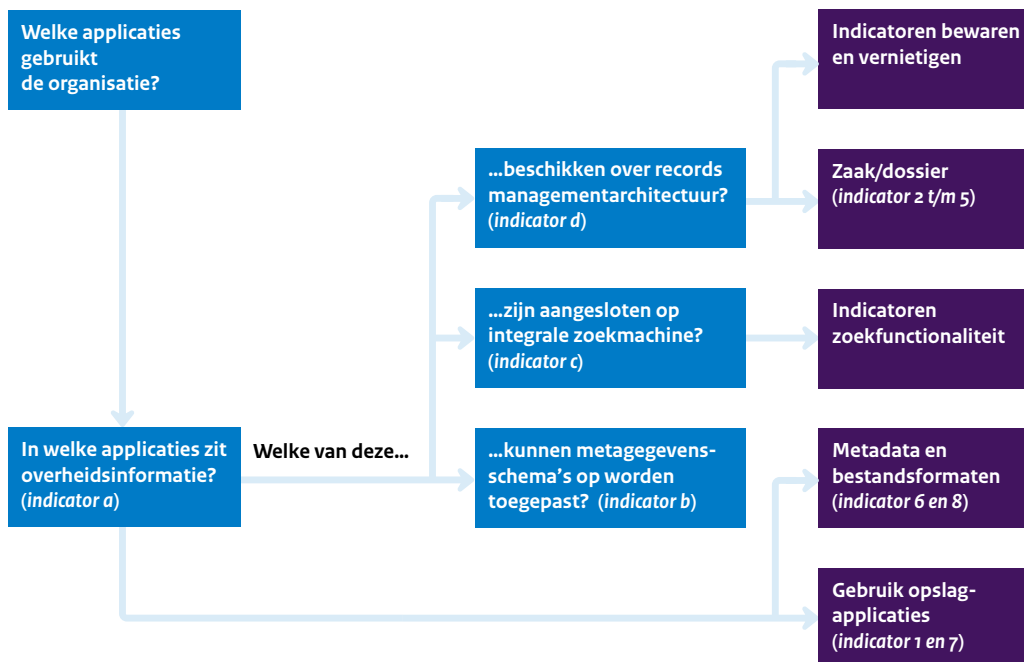 Welke applicaties
gebruikt
de organisatie?
Indicatoren bewaren
en vernietigen
...beschikken over records
managementarchitectuur?
(indicator d)
Zaak/dossier
(indicator 2 t/m 5)
...zijn aangesloten op
integrale zoekmachine?
(indicator c)
Indicatoren
zoekfunctionaliteit
In welke applicaties zit
overheidsinformatie?
(indicator a)
Welke van deze...
...kunnen metagegevens-
schema's op worden
toegepast? (indicator b)
Metadata en
bestandsformaten
(indicator 6 en 8)
Gebruik opslag-
applicaties
(indicator 1 en 7)